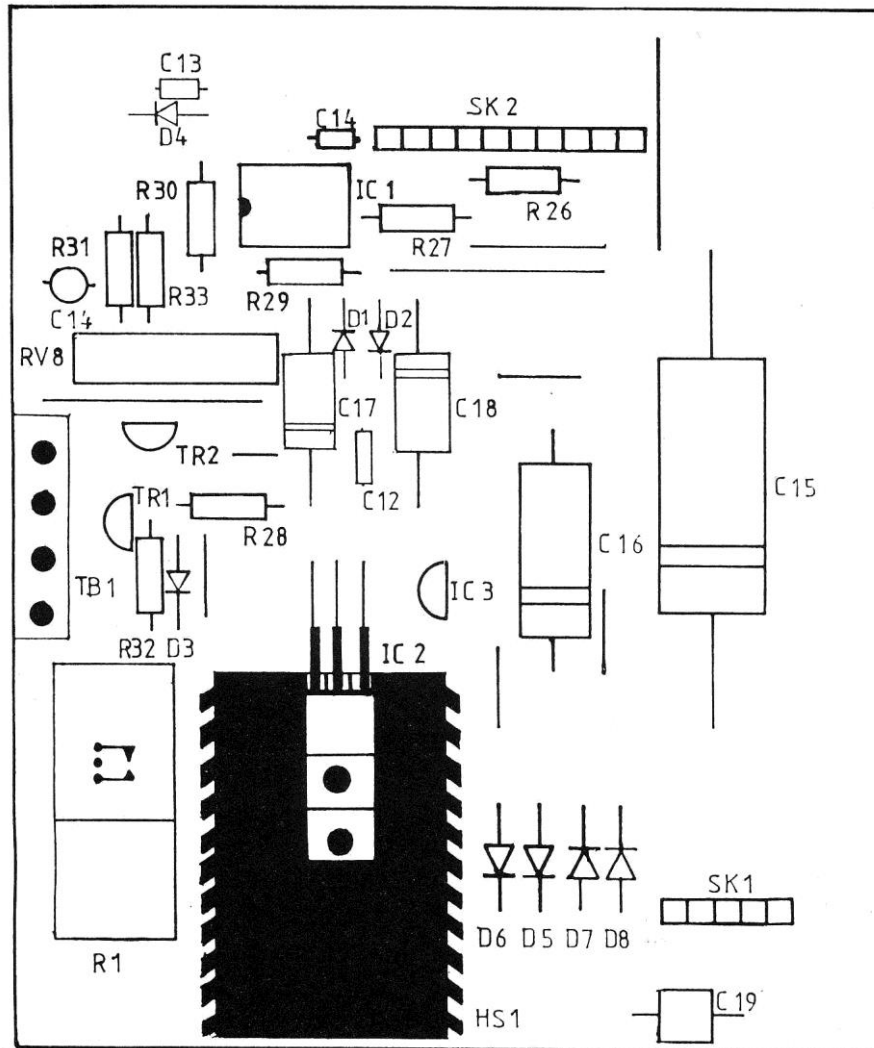 C13
D4
C14
SK2
R30
IC1
R26
R27
R31
R33
R29
C14
D1
D2
RV8
C17
C18
TR2
C12
C15
TR1
R28
C16
TB1
IC3
R32
D3
IC2
SK1
D6
D5
D7
D8
R1
C19
HS1